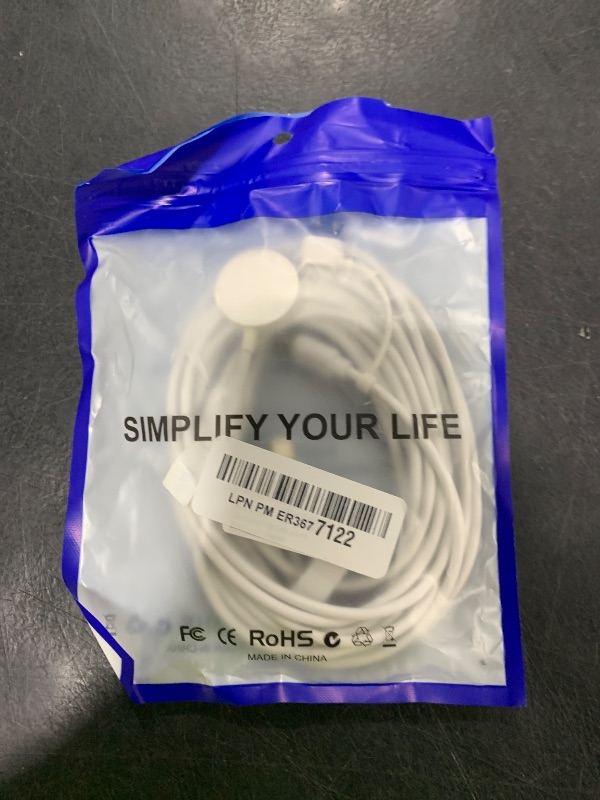 SIMPLIFY YOUR LIFE
LPN PM ER3677122
FC CE RoHS
MADE IN CHINA